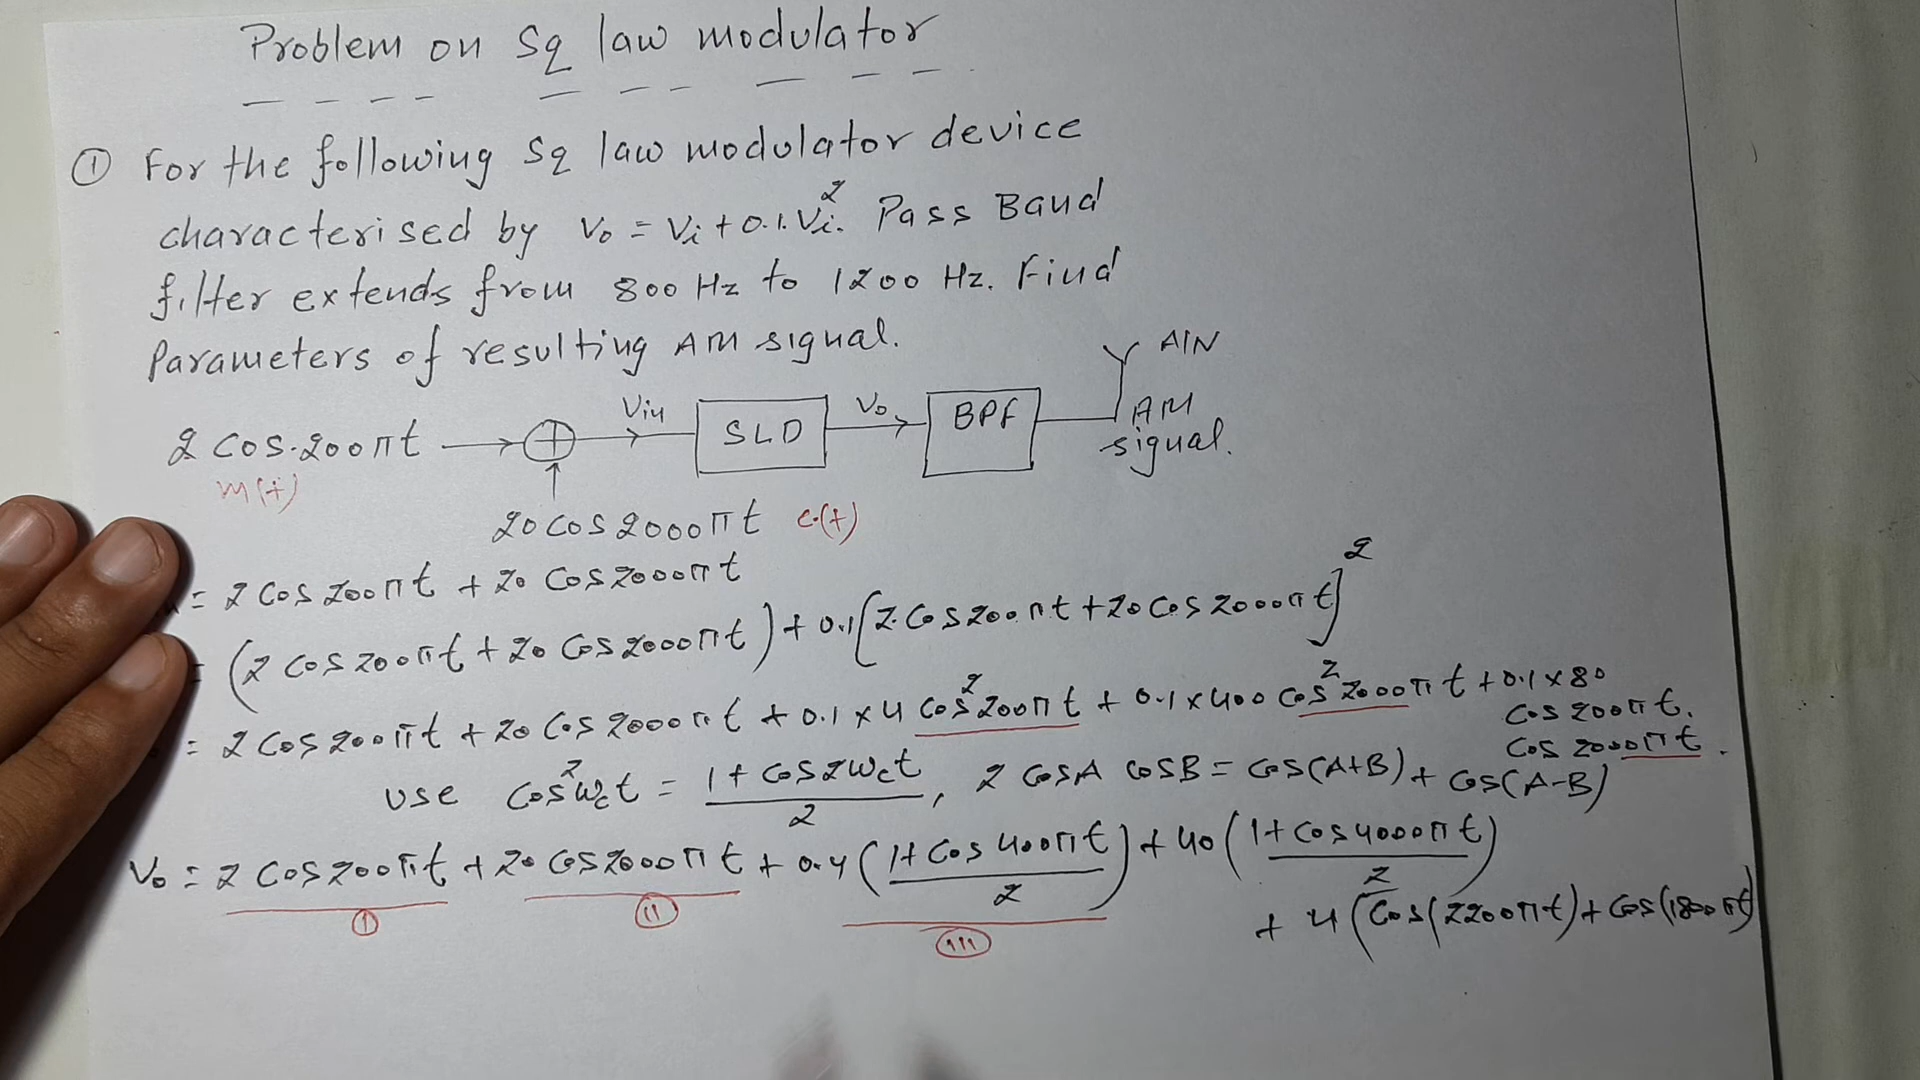 Problem on Sq law modulator
① For the following Sq law modulator device
characterised by V₀ = Vi + 0.1 Vi². Pass Band
filter extends from 800 Hz to 1200 Hz. Find
Parameters of resulting AM signal.
AIN
2 cos 200πt → ⊕ Vin SLD V₀ BPF AM signal.
m(t)
20 cos 2000πt c(t)
= 2 cos 200πt + 20 cos 2000πt
= (2 cos 200πt + 20 cos 2000πt) + 0.1[2 cos 200πt + 20 cos 2000πt]²
= 2 cos 200πt + 20 cos 2000πt + 0.1 × 4 cos² 200πt + 0.1 × 400 cos² 2000πt + 0.1 × 80
cos 200πt.
cos 2000πt.
use cos² ωct = (1 + cos 2ωct)/2, 2 cosA cosB = cos(A+B) + cos(A-B)
V₀ = 2 cos 200πt + 20 cos 2000πt + 0.4 (1 + cos 400πt)/2 + 40 (1 + cos 4000πt)/2
+ 4 (cos(2200πt) + cos(1800πt)
(I) (II) (III)